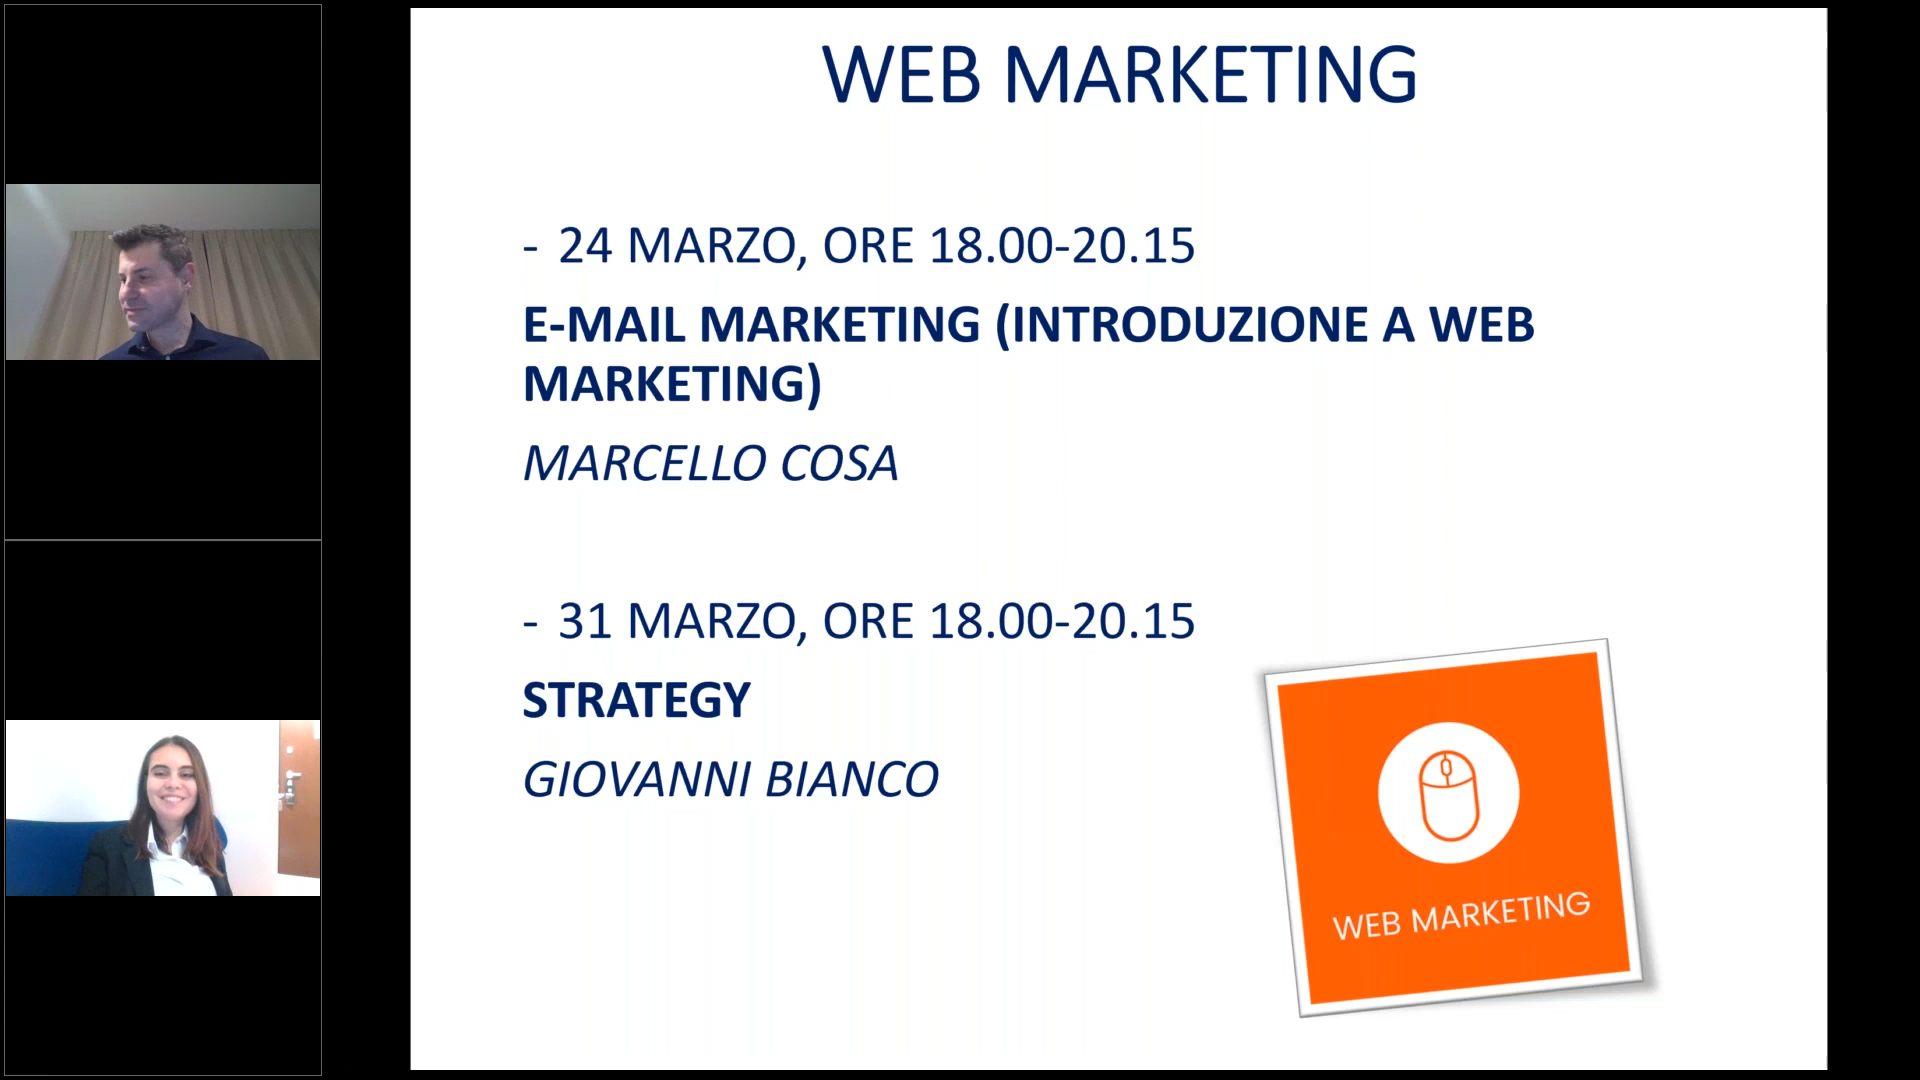 WEB MARKETING
- 24 MARZO, ORE 18.00-20.15
E-MAIL MARKETING (INTRODUZIONE A WEB
MARKETING)
MARCELLO COSA
- 31 MARZO, ORE 18.00-20.15
STRATEGY
GIOVANNI BIANCO
WEB MARKETING